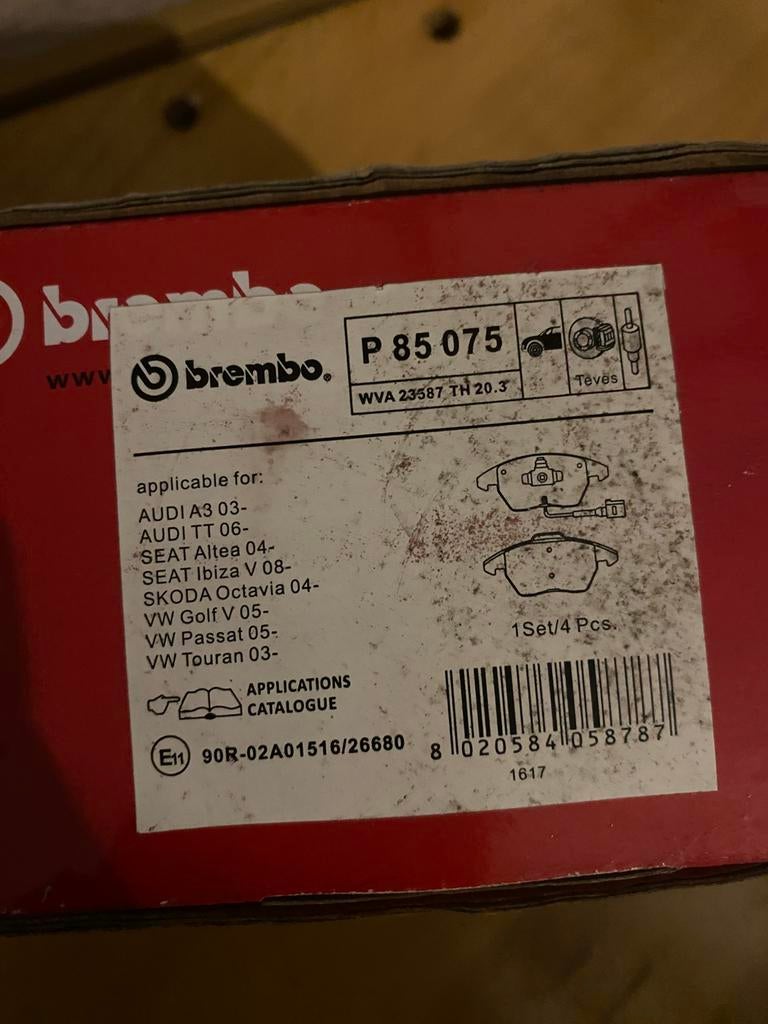 brembo
www
brembo®
P 85 075
WVA 23587 TH 20.3
Teves
applicable for:
AUDI A3 03-
AUDI TT 06-
SEAT Altea 04-
SEAT Ibiza V 08-
SKODA Octavia 04-
VW Golf V 05-
VW Passat 05-
VW Touran 03-
1Set/4 Pcs.
APPLICATIONS
CATALOGUE
E11 90R-02A01516/26680
8 020584 058787
1617